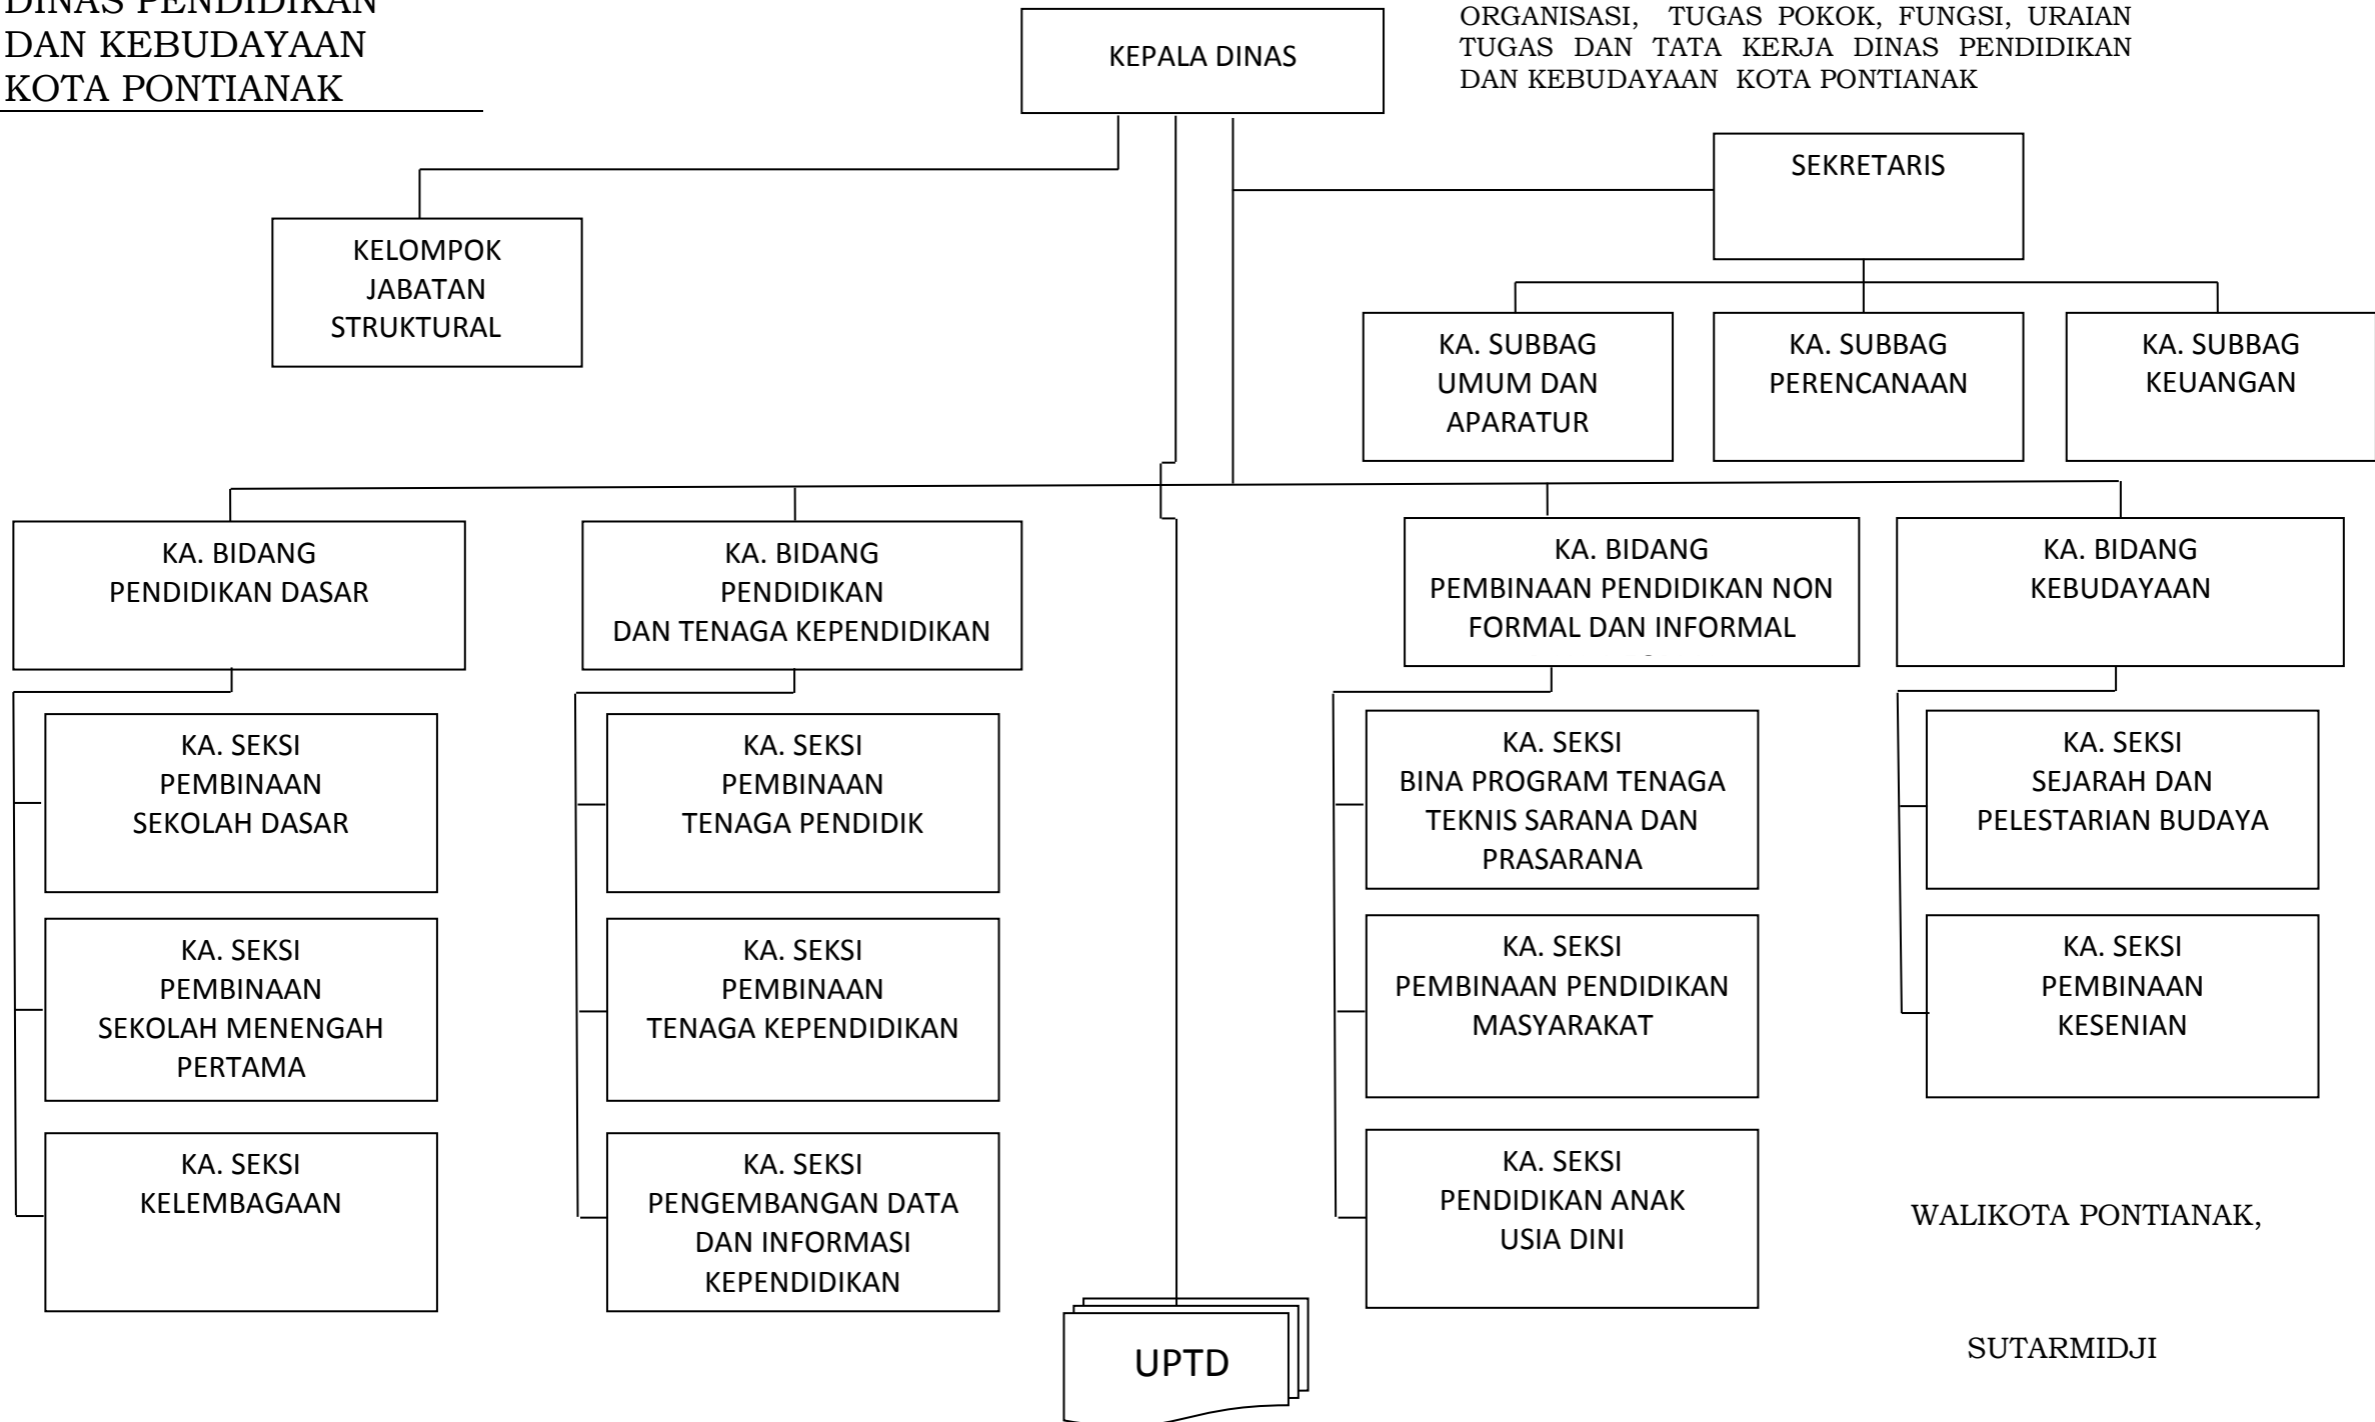 DINAS PENDIDIKAN
DAN KEBUDAYAAN
KOTA PONTIANAK
KEPALA DINAS
ORGANISASI, TUGAS POKOK, FUNGSI, URAIAN
TUGAS DAN TATA KERJA DINAS PENDIDIKAN
DAN KEBUDAYAAN KOTA PONTIANAK
SEKRETARIS
KELOMPOK
JABATAN
STRUKTURAL
KA. SUBBAG
UMUM DAN
APARATUR
KA. SUBBAG
PERENCANAAN
KA. SUBBAG
KEUANGAN
KA. BIDANG
PENDIDIKAN DASAR
KA. BIDANG
PENDIDIKAN
DAN TENAGA KEPENDIDIKAN
KA. BIDANG
PEMBINAAN PENDIDIKAN NON
FORMAL DAN INFORMAL
KA. BIDANG
KEBUDAYAAN
KA. SEKSI
PEMBINAAN
SEKOLAH DASAR
KA. SEKSI
PEMBINAAN
TENAGA PENDIDIK
KA. SEKSI
BINA PROGRAM TENAGA
TEKNIS SARANA DAN
PRASARANA
KA. SEKSI
SEJARAH DAN
PELESTARIAN BUDAYA
KA. SEKSI
PEMBINAAN
SEKOLAH MENENGAH
PERTAMA
KA. SEKSI
PEMBINAAN
TENAGA KEPENDIDIKAN
KA. SEKSI
PEMBINAAN PENDIDIKAN
MASYARAKAT
KA. SEKSI
PEMBINAAN
KESENIAN
KA. SEKSI
KELEMBAGAAN
KA. SEKSI
PENGEMBANGAN DATA
DAN INFORMASI
KEPENDIDIKAN
KA. SEKSI
PENDIDIKAN ANAK
USIA DINI
WALIKOTA PONTIANAK,
SUTARMIDJI
UPTD